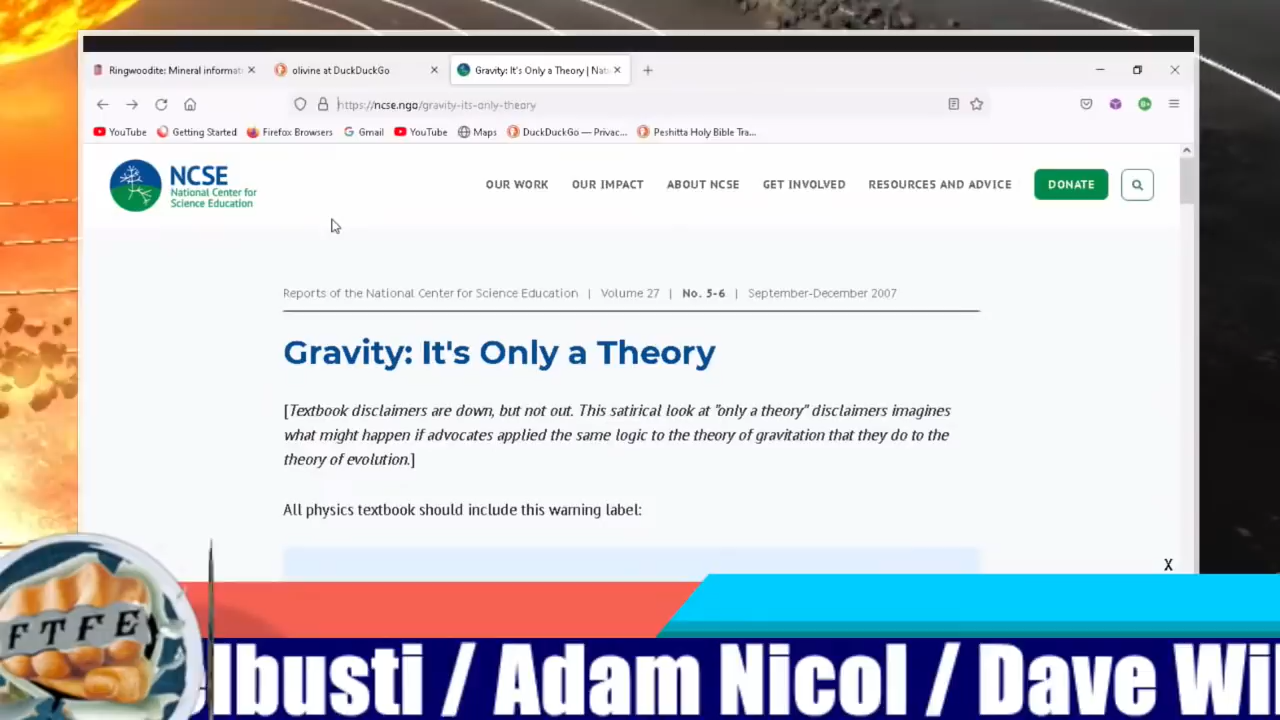 Ringwoodite: Mineral informat
olivine at DuckDuckGo
Gravity: It's Only a Theory | Nat
https://ncse.ngo/gravity-its-only-theory
YouTube Getting Started Firefox Browsers Gmail YouTube Maps DuckDuckGo — Privac... Peshitta Holy Bible Tra...
NCSE
National Center for
Science Education
OUR WORK OUR IMPACT ABOUT NCSE GET INVOLVED RESOURCES AND ADVICE DONATE
Reports of the National Center for Science Education | Volume 27 | No. 5-6 | September-December 2007
Gravity: It's Only a Theory
[Textbook disclaimers are down, but not out. This satirical look at "only a theory" disclaimers imagines
what might happen if advocates applied the same logic to the theory of gravitation that they do to the
theory of evolution.]
All physics textbook should include this warning label:
X
FTFE
lbusti / Adam Nicol / Dave Wil